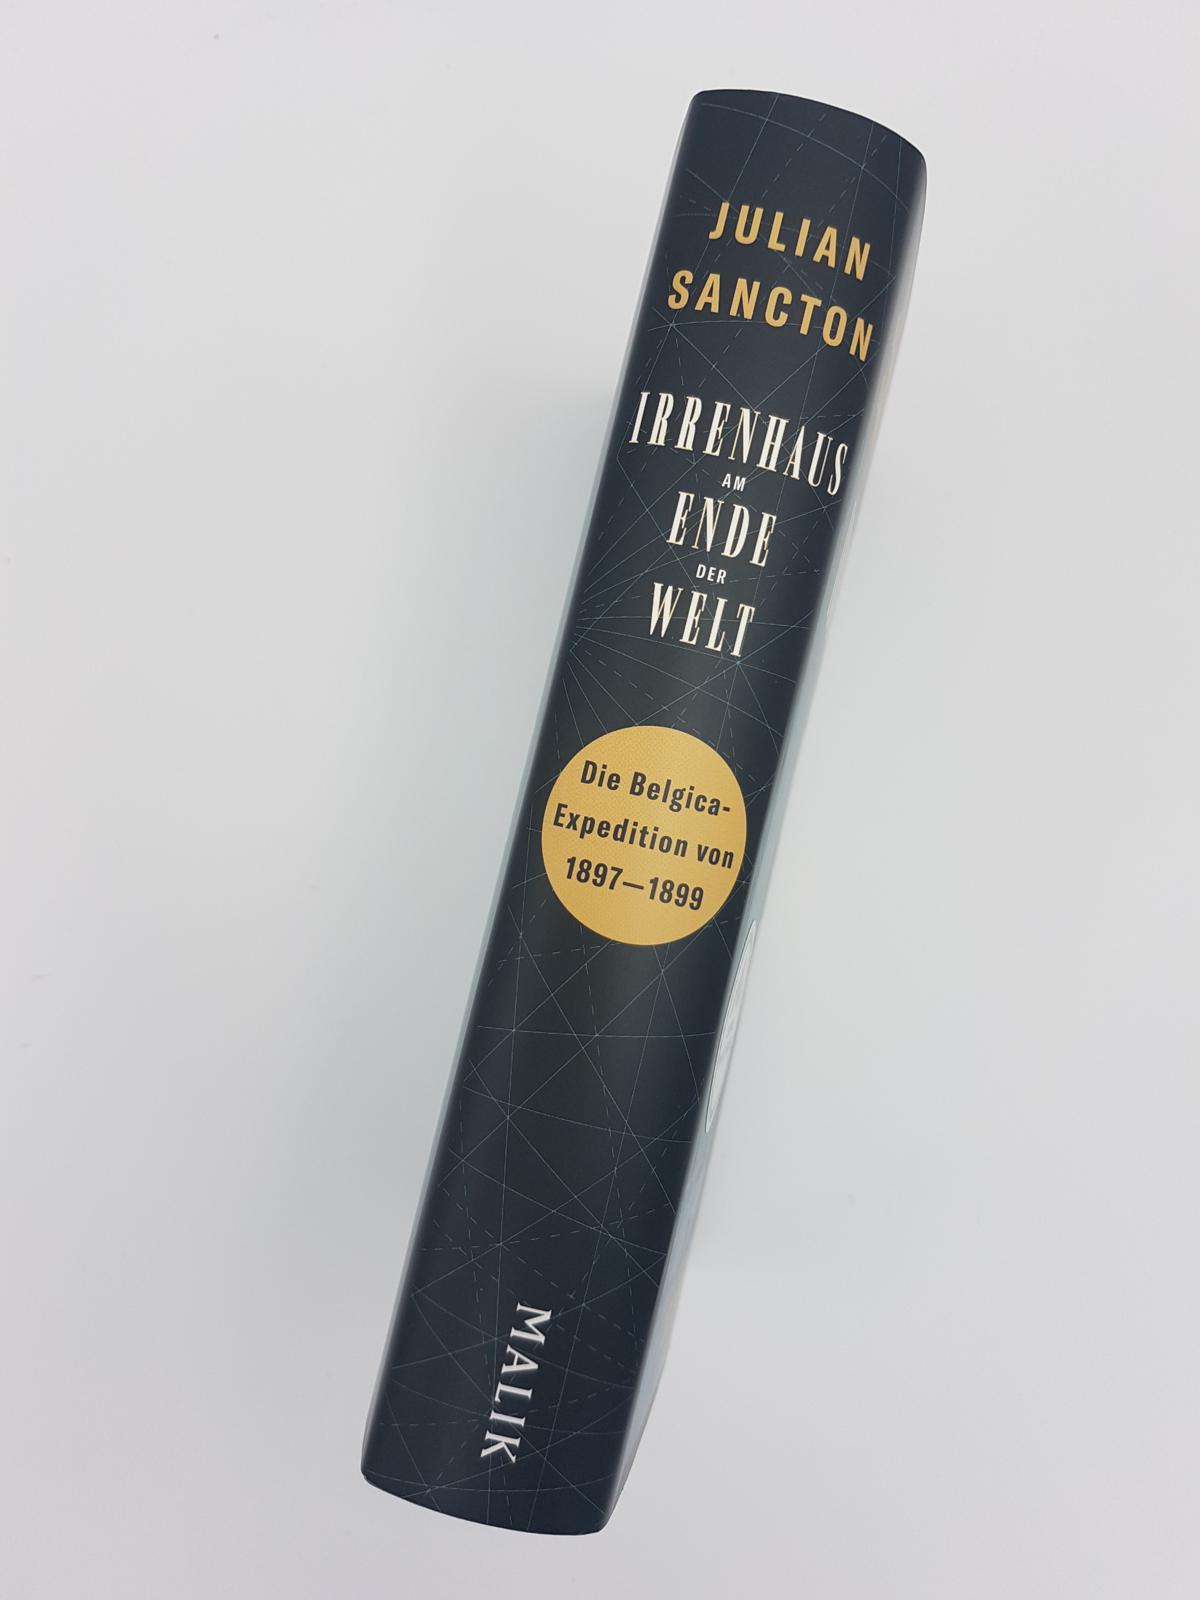 JULIAN
SANCTON
IRRENHAUS
AM
ENDE
DER
WELT
Die Belgica-
Expedition von
1897—1899
MALIK